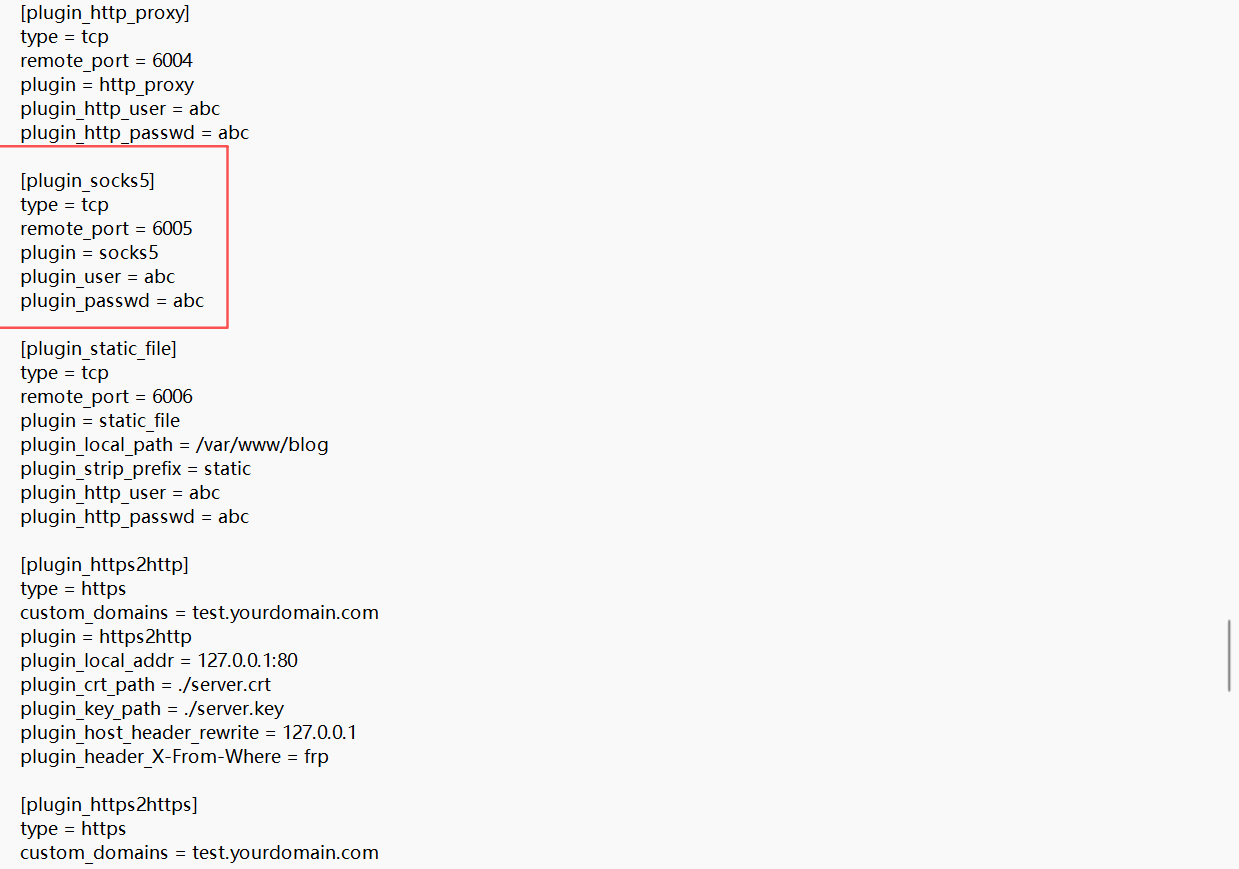 [plugin_http_proxy]
type = tcp
remote_port = 6004
plugin = http_proxy
plugin_http_user = abc
plugin_http_passwd = abc
[plugin_socks5]
type = tcp
remote_port = 6005
plugin = socks5
plugin_user = abc
plugin_passwd = abc
[plugin_static_file]
type = tcp
remote_port = 6006
plugin = static_file
plugin_local_path = /var/www/blog
plugin_strip_prefix = static
plugin_http_user = abc
plugin_http_passwd = abc
[plugin_https2http]
type = https
custom_domains = test.yourdomain.com
plugin = https2http
plugin_local_addr = 127.0.0.1:80
plugin_crt_path = ./server.crt
plugin_key_path = ./server.key
plugin_host_header_rewrite = 127.0.0.1
plugin_header_X-From-Where = frp
[plugin_https2https]
type = https
custom_domains = test.yourdomain.com